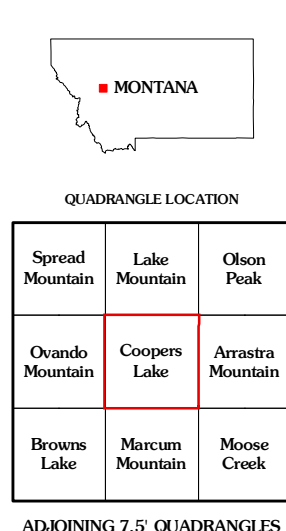 MONTANA
QUADRANGLE LOCATION
Spread
Mountain
Lake
Mountain
Olson
Peak
Ovando
Mountain
Coopers
Lake
Arrastra
Mountain
Browns
Lake
Marcum
Mountain
Moose
Creek
ADJOINING 7.5' QUADRANGLES